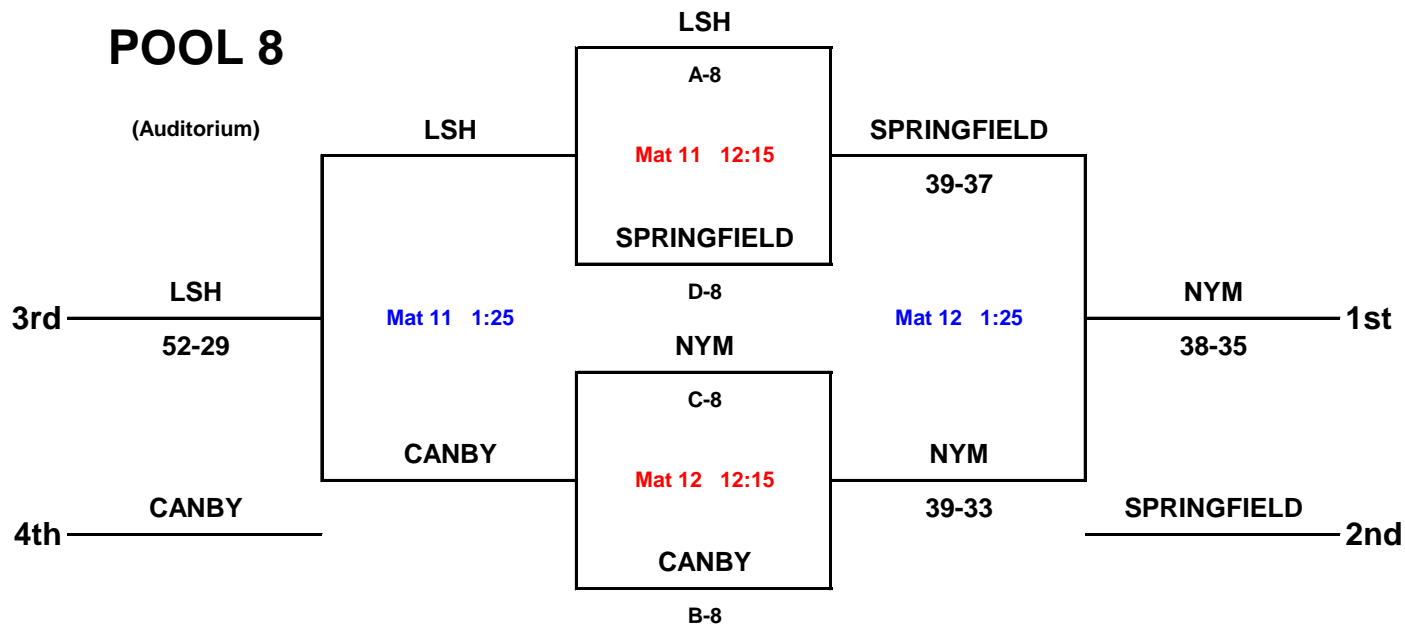 LSH
POOL 8
A-8
(Auditorium)
LSH
SPRINGFIELD
Mat 11 12:15
39-37
SPRINGFIELD
D-8
LSH
NYM
3rd
Mat 11 1:25
Mat 12 1:25
1st
52-29
NYM
38-35
C-8
CANBY
NYM
Mat 12 12:15
CANBY
39-33
SPRINGFIELD
4th
2nd
CANBY
B-8